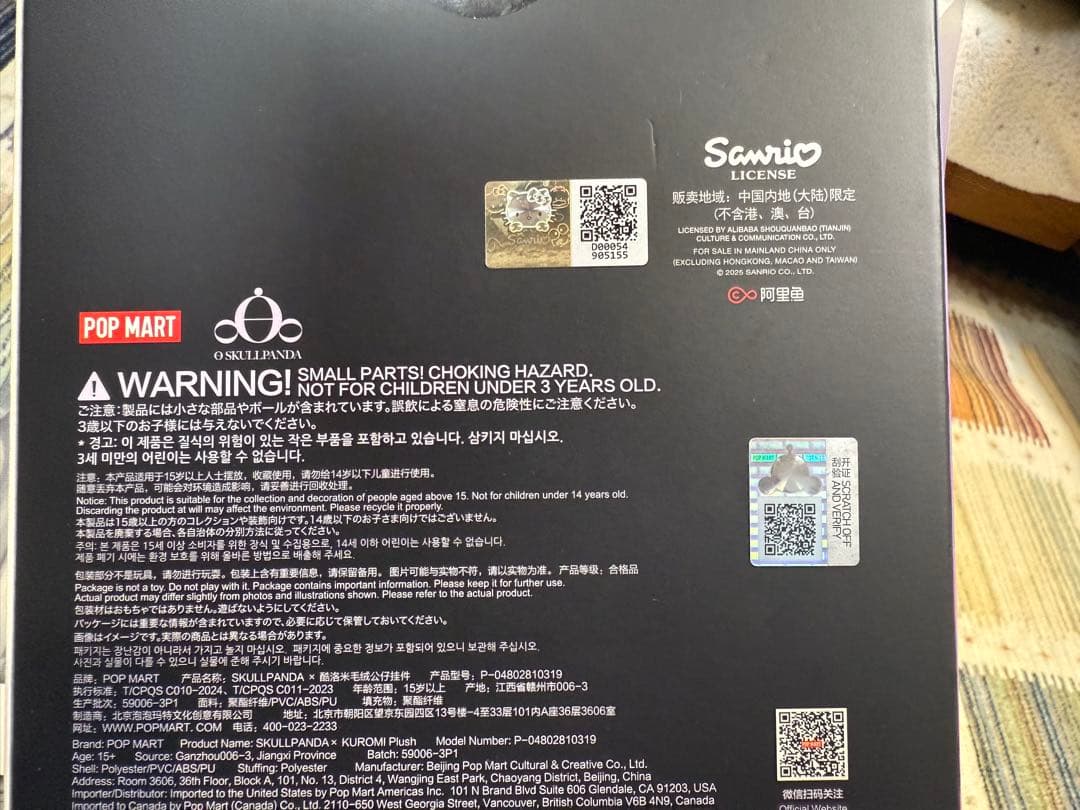 Sanrio
LICENSE
贩卖地域：中国内地（大陆）限定
（不含港、澳、台）
LICENSED BY ALIBABA SHOUQUANBAO (TIANJIN)
CULTURE & COMMUNICATION CO., LTD.
FOR SALE IN MAINLAND CHINA ONLY
(EXCLUDING HONGKONG, MACAO AND TAIWAN)
© 2025 SANRIO CO., LTD.
阿里鱼
Sanrio
D00054
905155
POP MART
SKULLPANDA
WARNING! SMALL PARTS! CHOKING HAZARD.
NOT FOR CHILDREN UNDER 3 YEARS OLD.
ご注意：製品には小さな部品やボールが含まれています。誤飲による窒息の危険性にご注意ください。
3歳以下のお子様には与えないでください。
* 경고: 이 제품은 질식의 위험이 있는 작은 부품을 포함하고 있습니다. 삼키지 마십시오.
3세 미만의 어린이는 사용할 수 없습니다.
注意：本产品适用于15岁以上人士摆放，收藏使用，请勿给14岁以下儿童进行使用。
随意丢弃本产品，可能会对环境造成影响，请妥善进行回收处理。
Notice: This product is suitable for the collection and decoration of people aged above 15. Not for children under 14 years old.
Discarding the product at will may affect the environment. Please recycle it properly.
本製品は15歳以上の方のコレクションや装飾向けです。14歳以下のお子さま向けではございません。
本製品を廃棄する場合、各自治体の分別方法に従ってください。
주의: 본 제품은 15세 이상 소비자를 위한 장식 및 수집용으로, 14세 이하 어린이는 사용할 수 없습니다.
제품 폐기 시에는 환경 보호를 위해 올바른 방법으로 배출해 주세요.
包装部分不是玩具，请勿进行玩耍。包装上含有重要信息，请保留备用。 图片可能与实物不符，请以实物为准。产品等级：合格品
Package is not a toy. Do not play with it. Package contains important information. Please keep it for further use.
Actual product may differ slightly from photos and illustrations shown. Please refer to the actual product.
包装材はおもちゃではありません。遊ばないようにしてください。
パッケージには重要な情報が含まれていますので、必要に応じて保管しておいてください。
画像はイメージです。実際の商品とは異なる場合があります。
패키지는 장난감이 아니라서 가지고 놀지 마십시오. 패키지에 중요한 정보가 포함되어 있으니 보관해 주십시오.
사진과 실물이 다를 수 있으니 실물에 준해 주시기 바랍니다.
品牌：POP MART 产品名称：SKULLPANDA × 酷洛米毛绒公仔挂件 产品型号：P-04802810319
执行标准：T/CPQS C010-2024、T/CPQS C011-2023 年龄范围：15岁以上 产地：江西省赣州市006-3
生产批次：59006-3P1 面料：聚酯纤维/PVC/ABS/PU 填充物：聚酯纤维
制造商：北京泡泡玛特文化创意有限公司 地址：北京市朝阳区望京东园四区13号楼-4至33层101内A座36层3606室
网址：WWW.POPMART.COM 电话：400-023-2233
Brand: POP MART Product Name: SKULLPANDA× KUROMI Plush Model Number: P-04802810319
Age: 15+ Source: Ganzhou006-3, Jiangxi Province Batch: 59006-3P1
Shell: Polyester/PVC/ABS/PU Stuffing: Polyester Manufacturer: Beijing Pop Mart Cultural & Creative Co., Ltd.
Address: Room 3606, 36th Floor, Block A, 101, No. 13, District 4, Wangjing East Park, Chaoyang District, Beijing, China
Importer/Distributor: Imported to the United States by Pop Mart Americas Inc. 101 N Brand Blvd Suite 606 Glendale, CA 91203, USA
Imported to Canada by Pop Mart (Canada) Co., Ltd. 2110-650 West Georgia Street, Vancouver, British Columbia V6B 4N9, Canada
POP MART
刮开
验证
SCRATCH OFF
AND VERIFY
微信扫码关注
Official Website